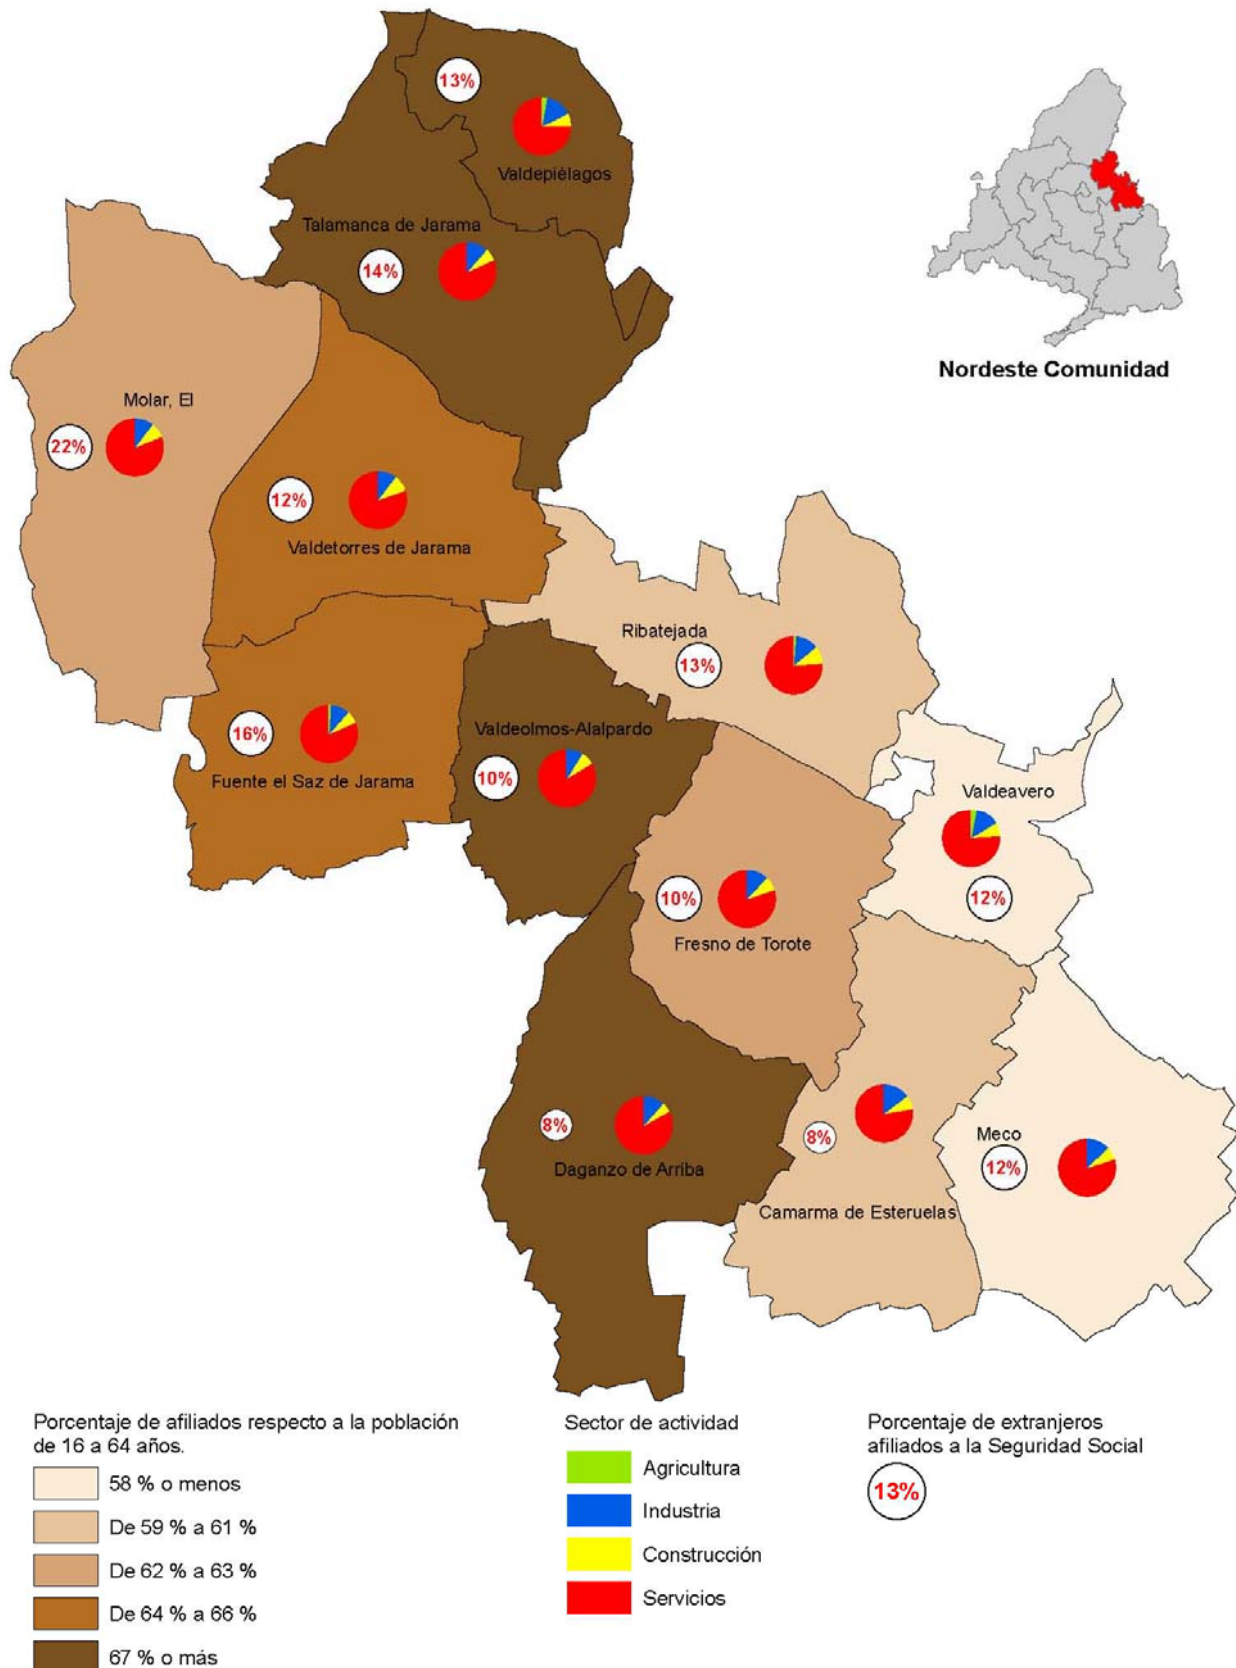 13%
Valdepiélagos
Talamanca de Jarama
14%
Nordeste Comunidad
Molar, El
22%
12%
Valdetorres de Jarama
Ribatejada
13%
Valdeolmos-Alalpardo
16%
10%
Fuente el Saz de Jarama
Valdeavero
12%
10%
Fresno de Torote
8%
Daganzo de Arriba
8%
Camarma de Esteruelas
Meco
12%
Porcentaje de afiliados respecto a la población
de 16 a 64 años.
58 % o menos
De 59 % a 61 %
De 62 % a 63 %
De 64 % a 66 %
67 % o más
Sector de actividad
Agricultura
Industria
Construcción
Servicios
Porcentaje de extranjeros
afiliados a la Seguridad Social
13%